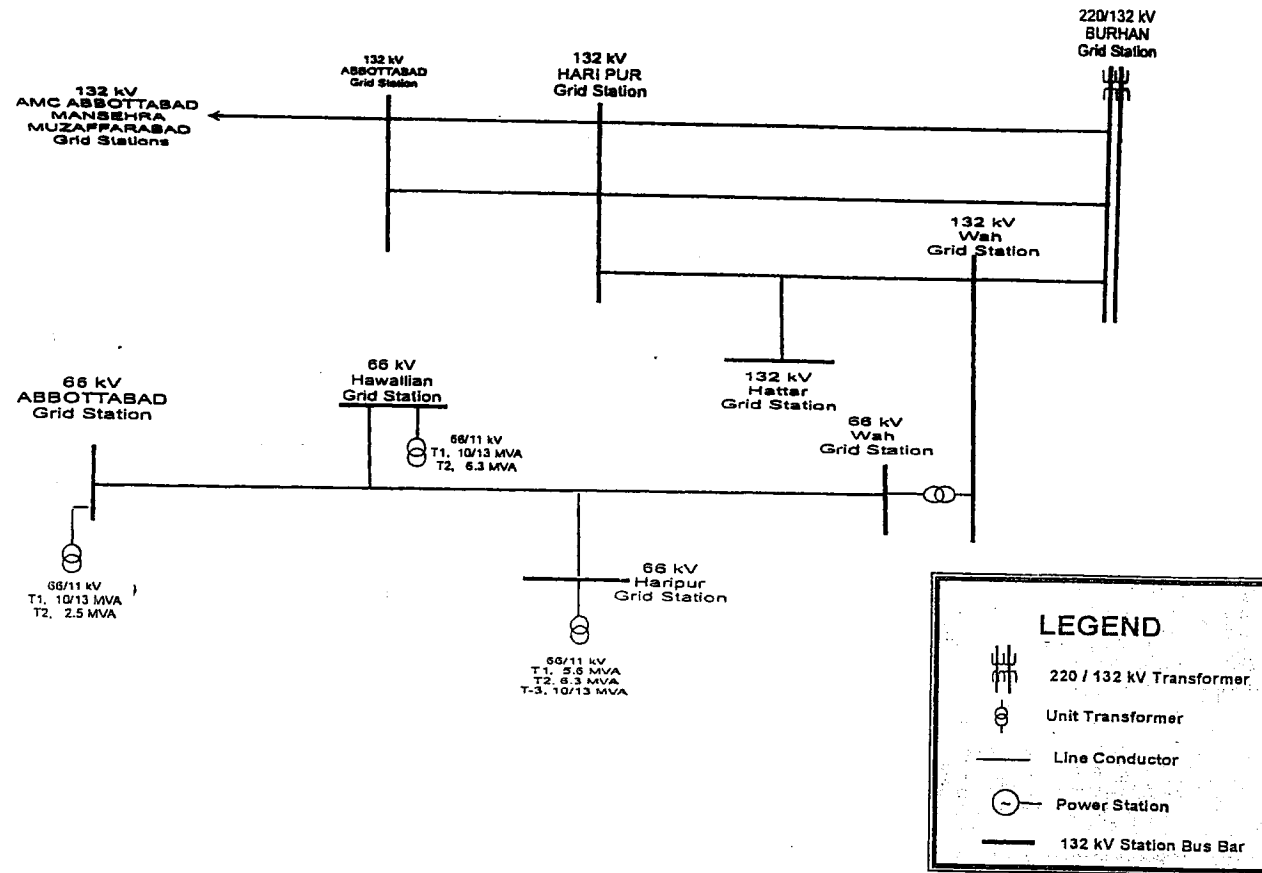 220/132 kV
BURHAN
Grid Station
132 kV
ABBOTTABAD
Grid Station
132 kV
HARI PUR
Grid Station
132 kV
AMC ABBOTTABAD
MANSEHRA
MUZAFFARABAD
Grid Stations
132 kV
Wah
Grid Station
66 kV
ABBOTTABAD
Grid Station
66 kV
Hawallian
Grid Station
132 kV
Hattar
Grid Station
66 kV
Wah
Grid Station
66/11 kV
T1, 10/13 MVA
T2, 6.3 MVA
66/11 kV
T1, 10/13 MVA
T2, 2.5 MVA
66 kV
Haripur
Grid Station
66/11 kV
T1, 5.6 MVA
T2, 6.3 MVA
T-3, 10/13 MVA
LEGEND
220 / 132 kV Transformer
Unit Transformer
Line Conductor
~ Power Station
132 kV Station Bus Bar